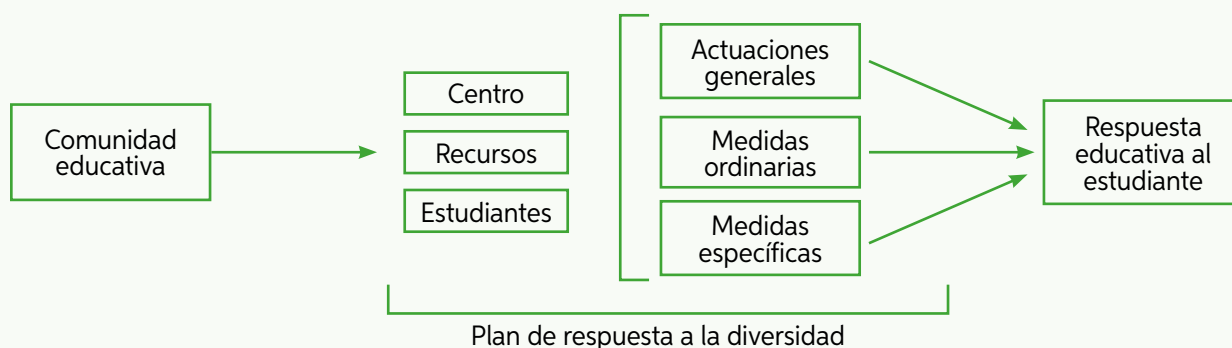 Comunidad
educativa
Centro
Recursos
Estudiantes
Actuaciones
generales
Medidas
ordinarias
Medidas
específicas
Respuesta
educativa al
estudiante
Plan de respuesta a la diversidad